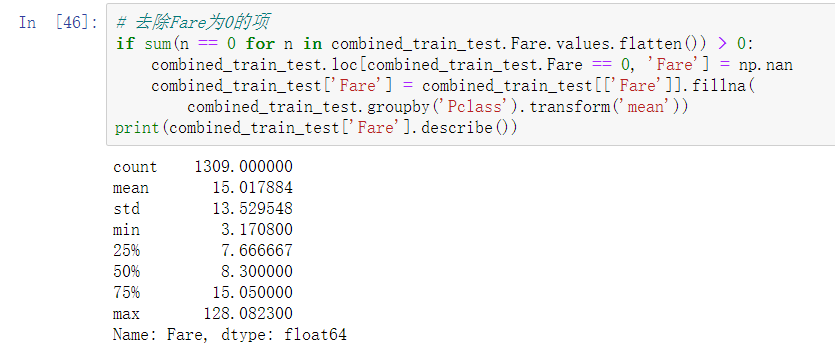 In [46]: # 去除Fare为0的项
if sum(n == 0 for n in combined_train_test.Fare.values.flatten()) > 0:
    combined_train_test.loc[combined_train_test.Fare == 0, 'Fare'] = np.nan
    combined_train_test['Fare'] = combined_train_test[['Fare']].fillna(
        combined_train_test.groupby('Pclass').transform('mean'))
print(combined_train_test['Fare'].describe())
count    1309.000000
mean       15.017884
std        13.529548
min         3.170800
25%         7.666667
50%         8.300000
75%        15.050000
max       128.082300
Name: Fare, dtype: float64